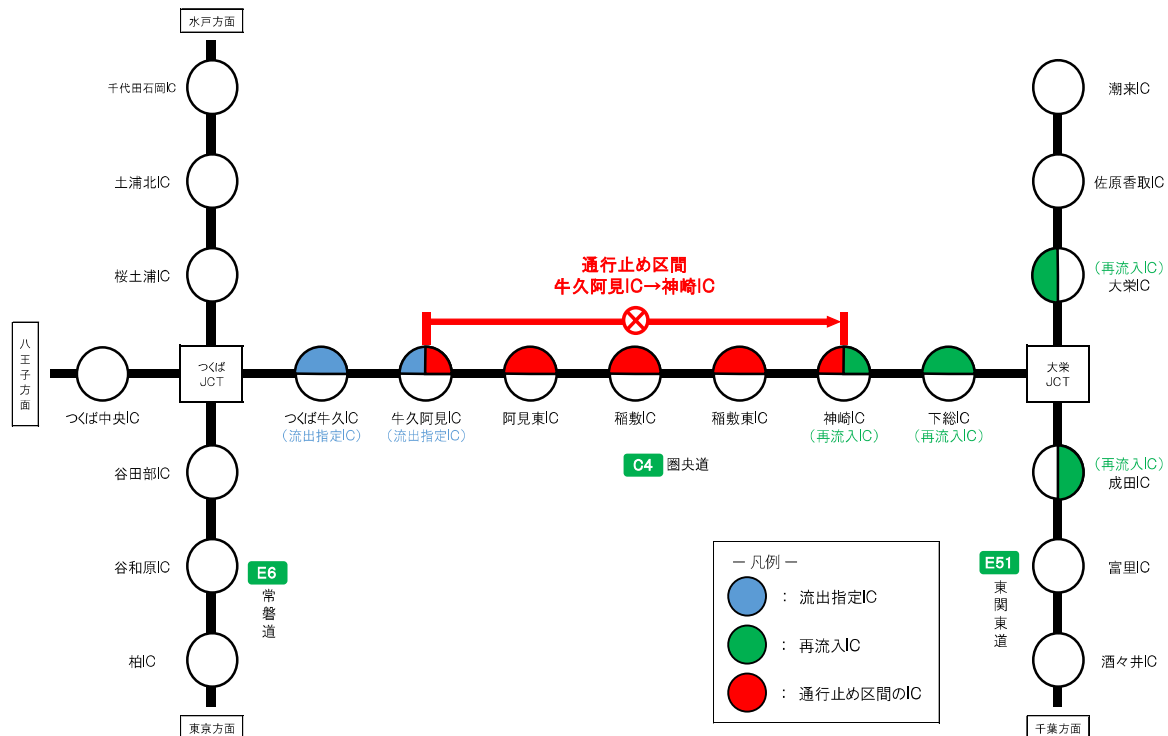 水戸方面
千代田石岡IC
土浦北IC
桜土浦IC
八王子方面
つくば中央IC
つくば
JCT
谷田部IC
谷和原IC
E6
常磐道
柏IC
東京方面
通行止め区間
牛久阿見IC→神崎IC
つくば牛久IC
(流出指定IC)
牛久阿見IC
(流出指定IC)
阿見東IC
稲敷IC
稲敷東IC
神崎IC
(再流入IC)
下総IC
(再流入IC)
C4 圏央道
潮来IC
佐原香取IC
(再流入IC)
大栄IC
大栄
JCT
(再流入IC)
成田IC
E51
東関東道
富里IC
酒々井IC
千葉方面
― 凡例 ―
： 流出指定IC
： 再流入IC
： 通行止め区間のIC